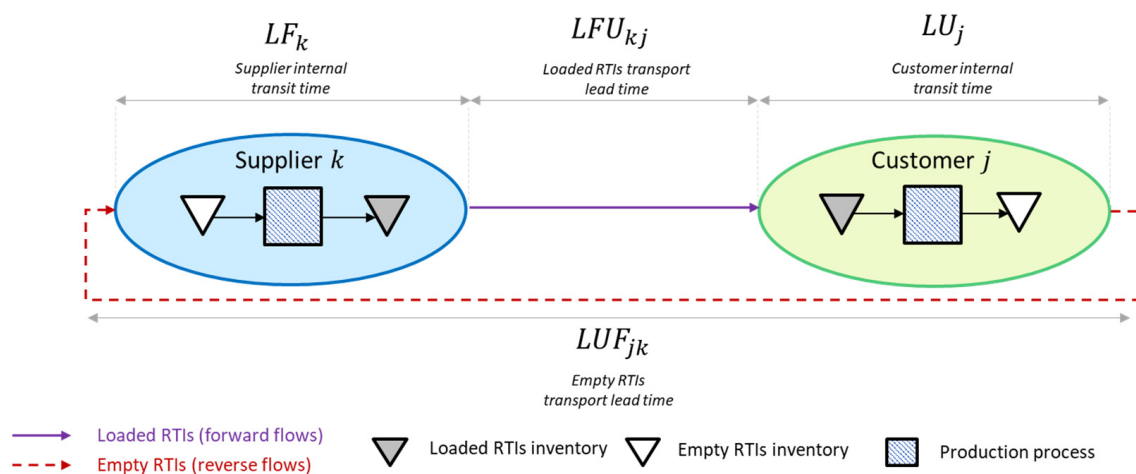 LF_k
Supplier internal
transit time
LFU_kj
Loaded RTIs transport
lead time
LU_j
Customer internal
transit time
Supplier k
Customer j
LUF_jk
Empty RTIs
transport lead time
Loaded RTIs (forward flows)
Empty RTIs (reverse flows)
Loaded RTIs inventory
Empty RTIs inventory
Production process